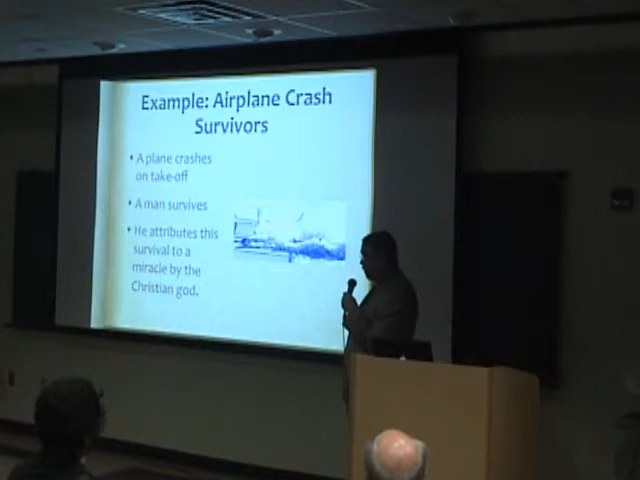 Example: Airplane Crash
Survivors
• A plane crashes
on take-off
• A man survives
• He attributes this
survival to a
miracle by the
Christian god.